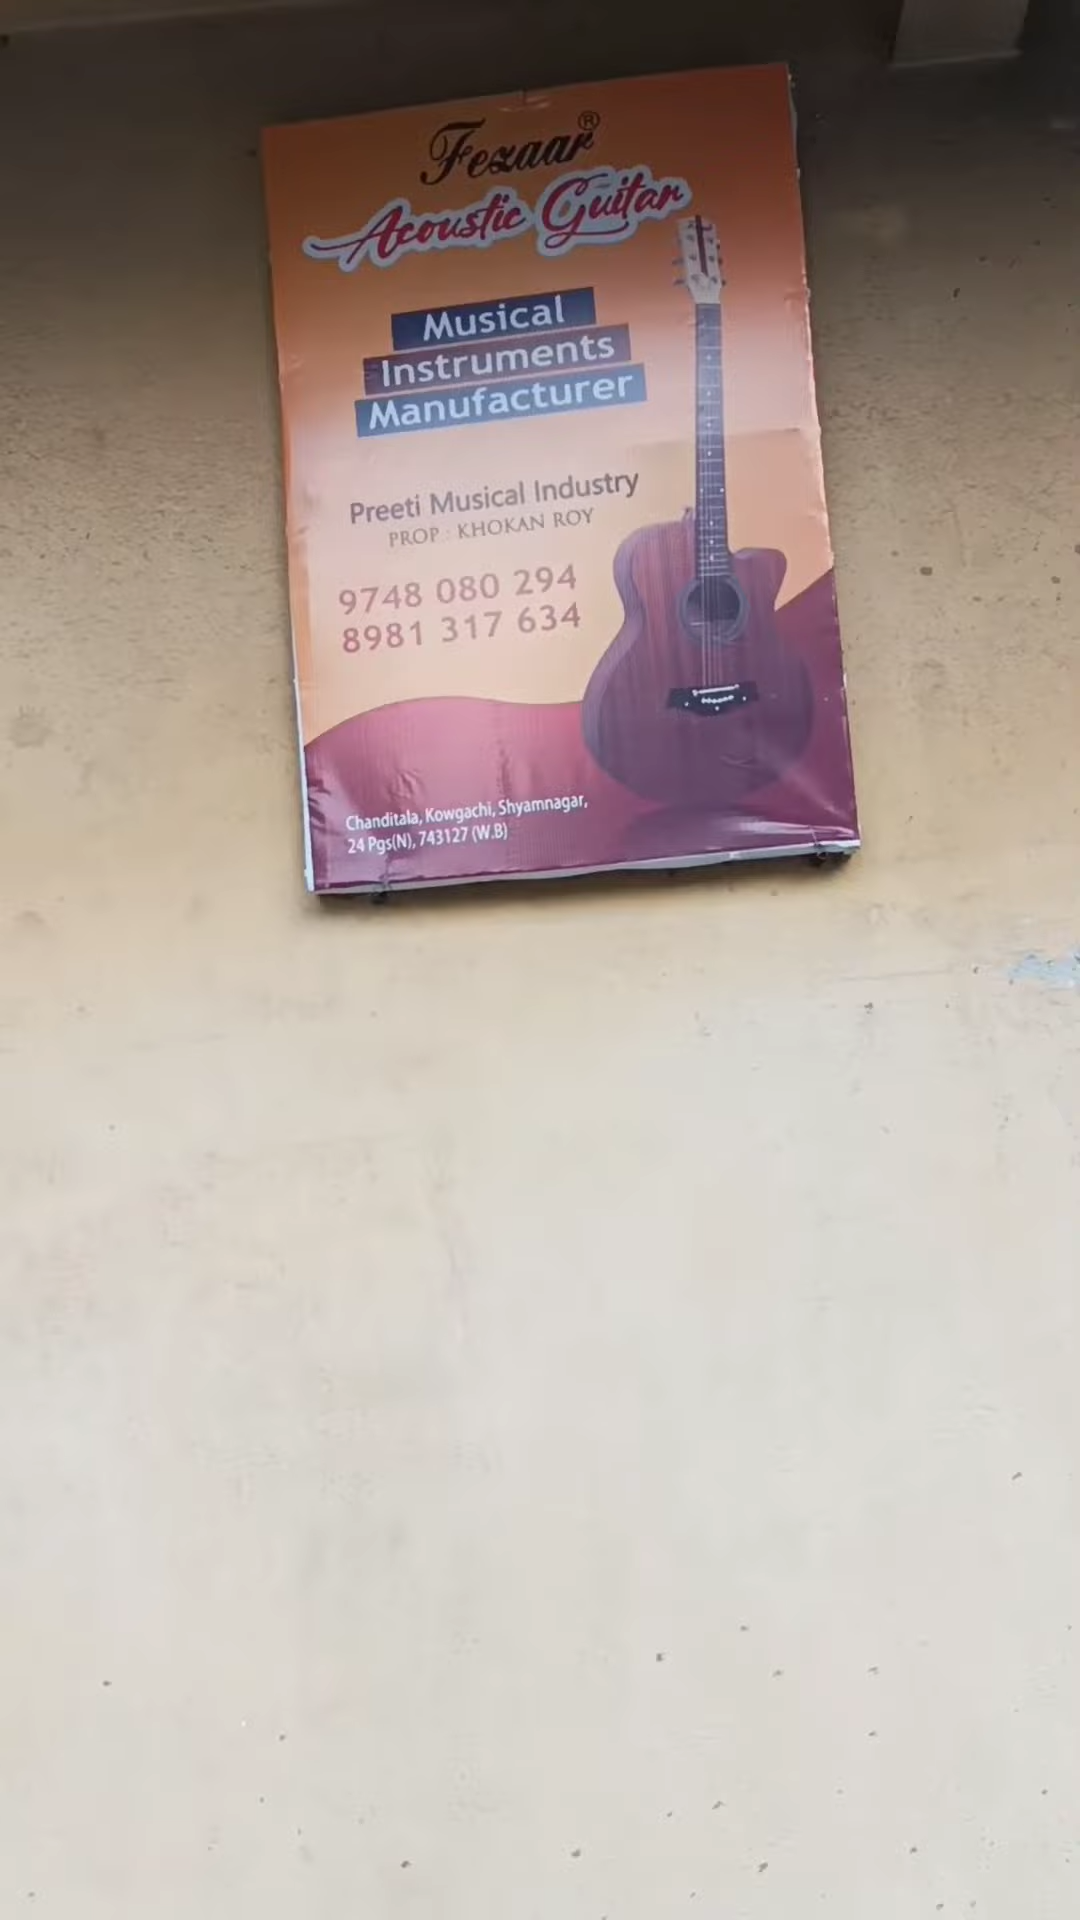 Fezaar®
Acoustic Guitar
Musical
Instruments
Manufacturer
Preeti Musical Industry
PROP : KHOKAN ROY
9748 080 294
8981 317 634
Chanditala, Kowgachi, Shyamnagar,
24 Pgs(N), 743127 (W.B)